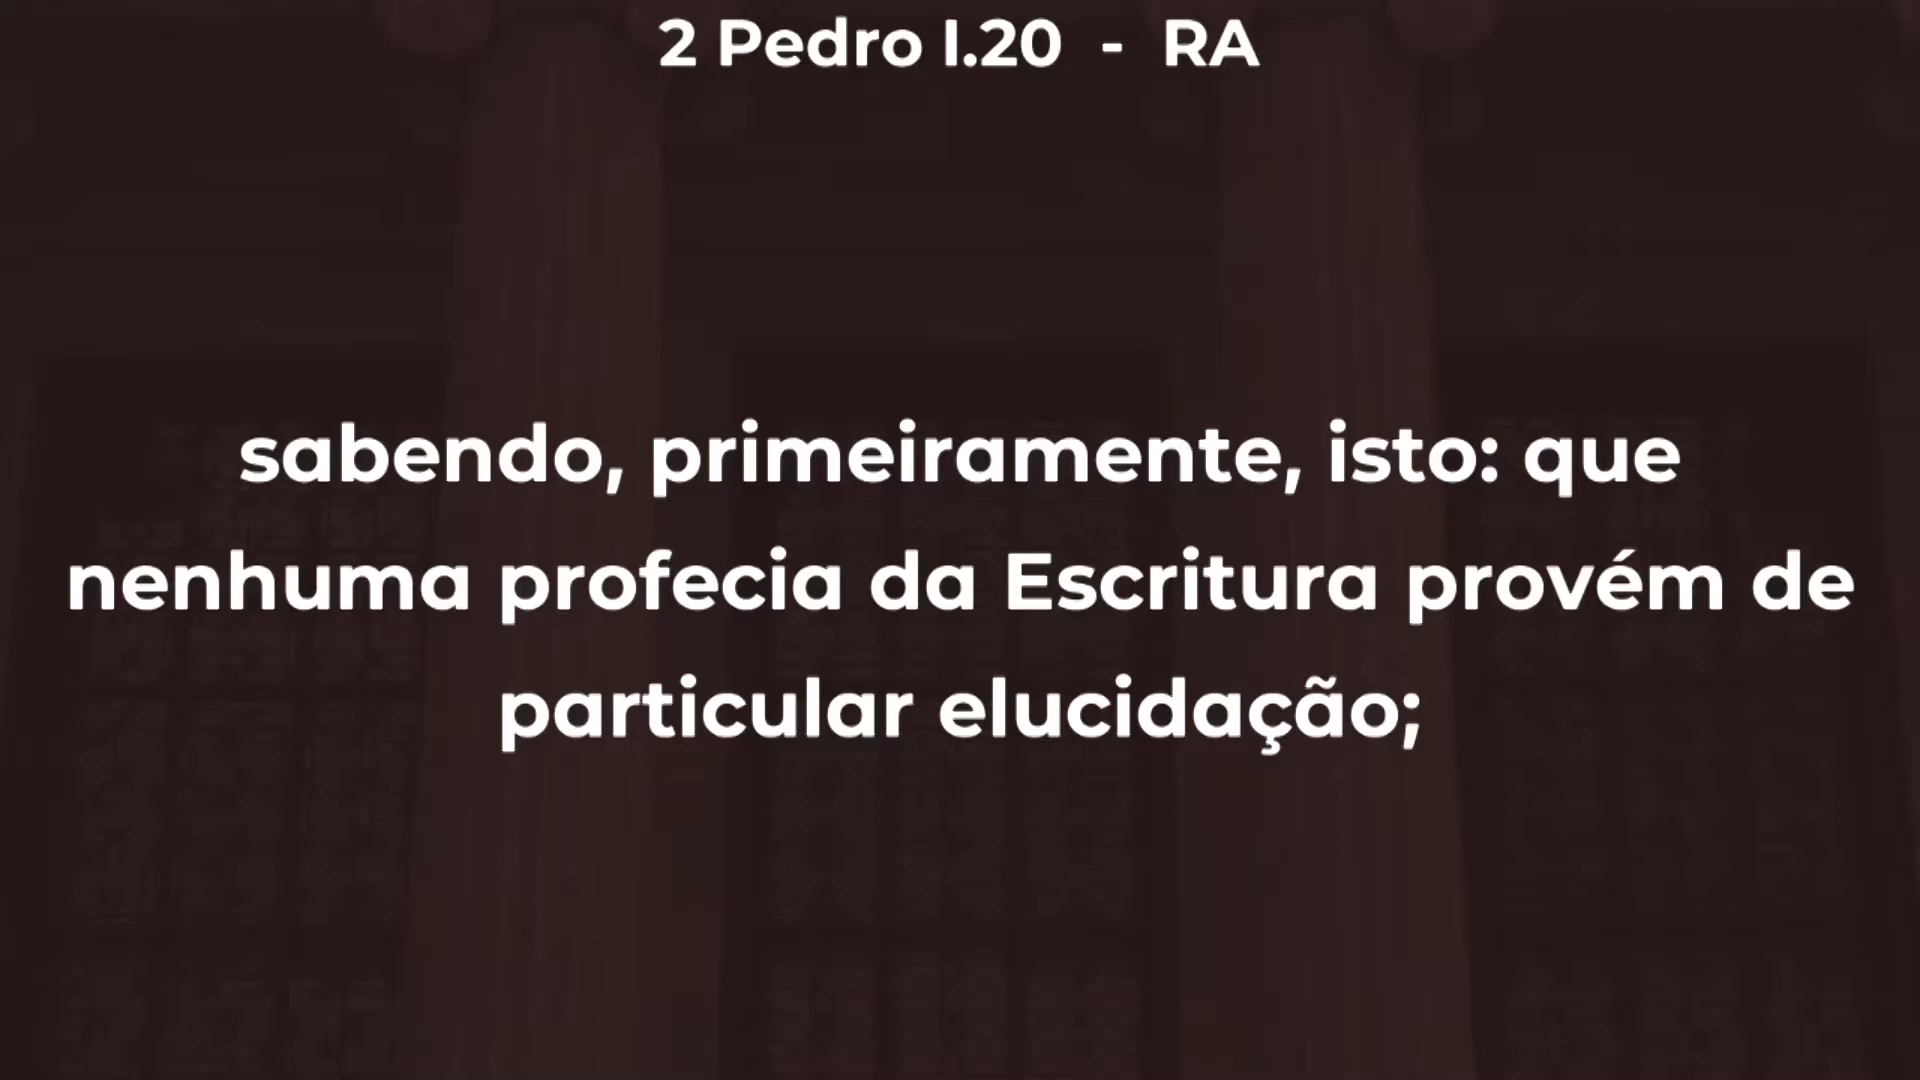 2 Pedro I.20 - RA
sabendo, primeiramente, isto: que
nenhuma profecia da Escritura provém de
particular elucidação;